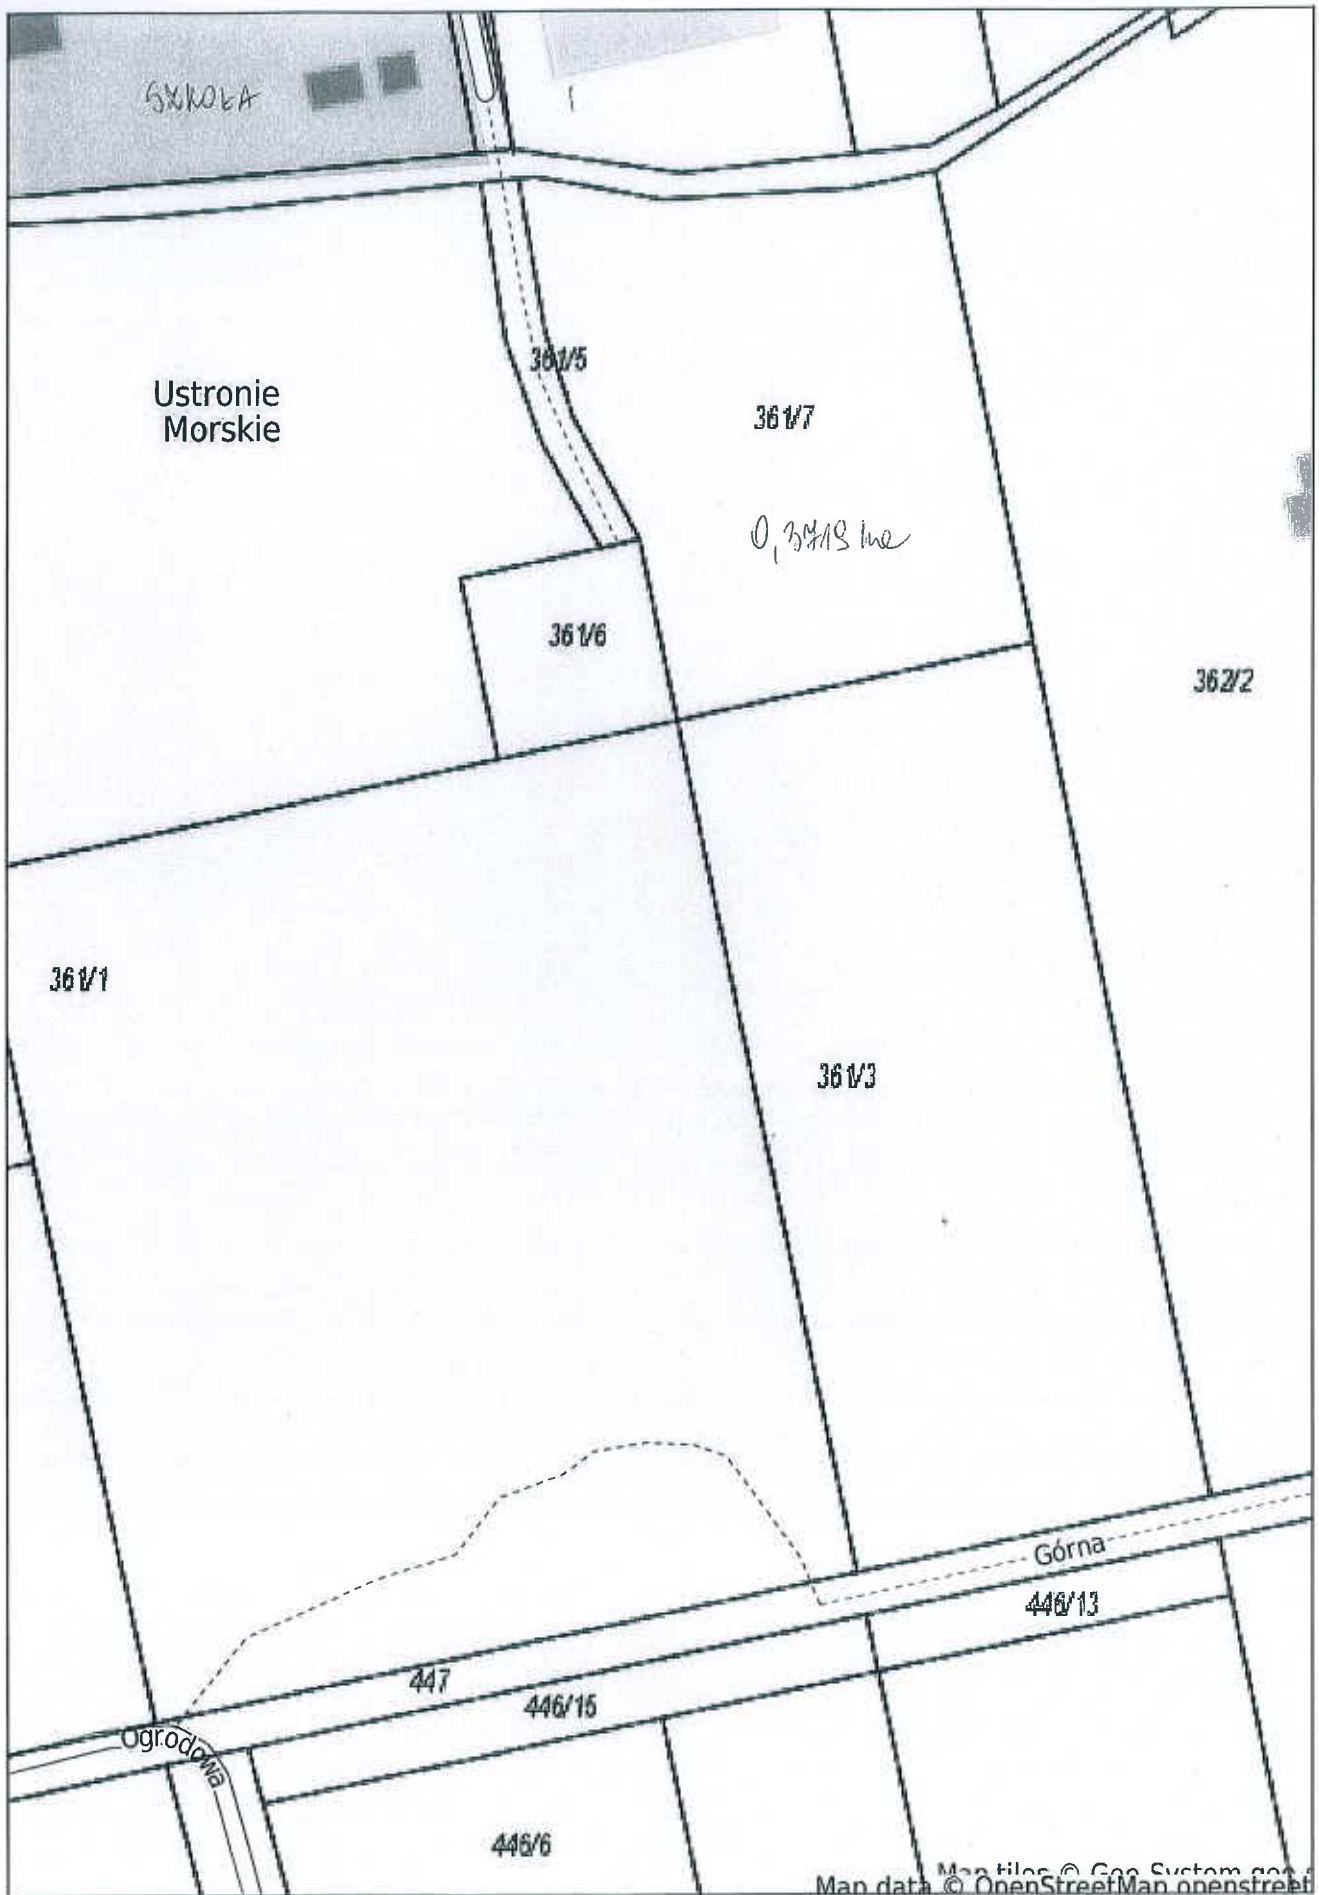 SZKOŁA
361/5
Ustronie
Morskie
361/7
0,3719 ha
361/6
362/2
361/1
361/3
Górna
446/13
447
446/15
Ogrodowa
446/6
Map tiles © Geo-System
Map data © OpenStreetMap openstreet